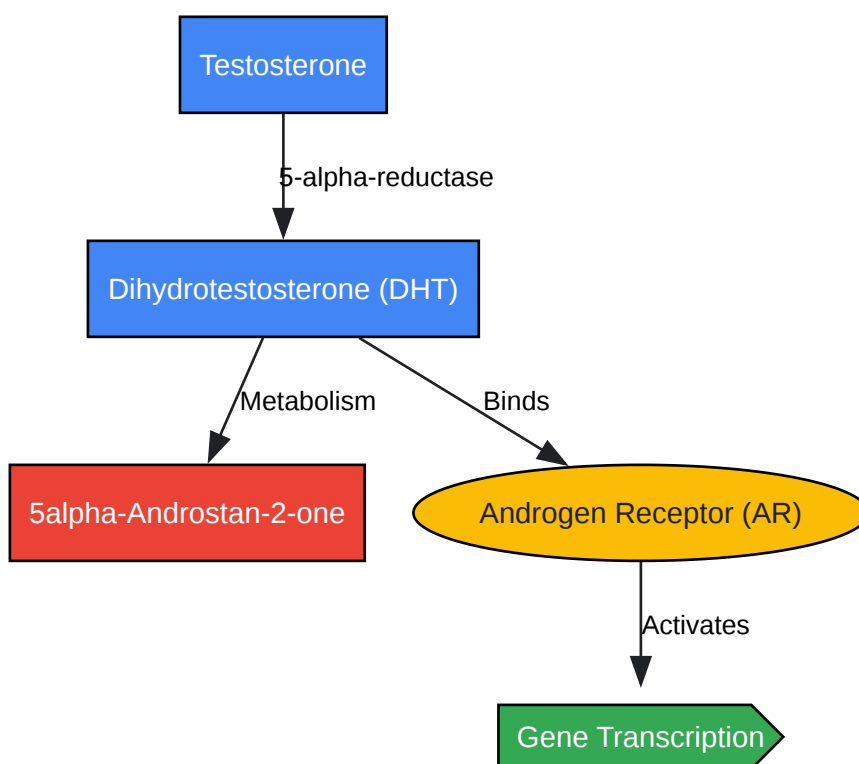 Testosterone
5-alpha-reductase
Dihydrotestosterone (DHT)
Metabolism
Binds
5alpha-Androstan-2-one
Androgen Receptor (AR)
Activates
Gene Transcription